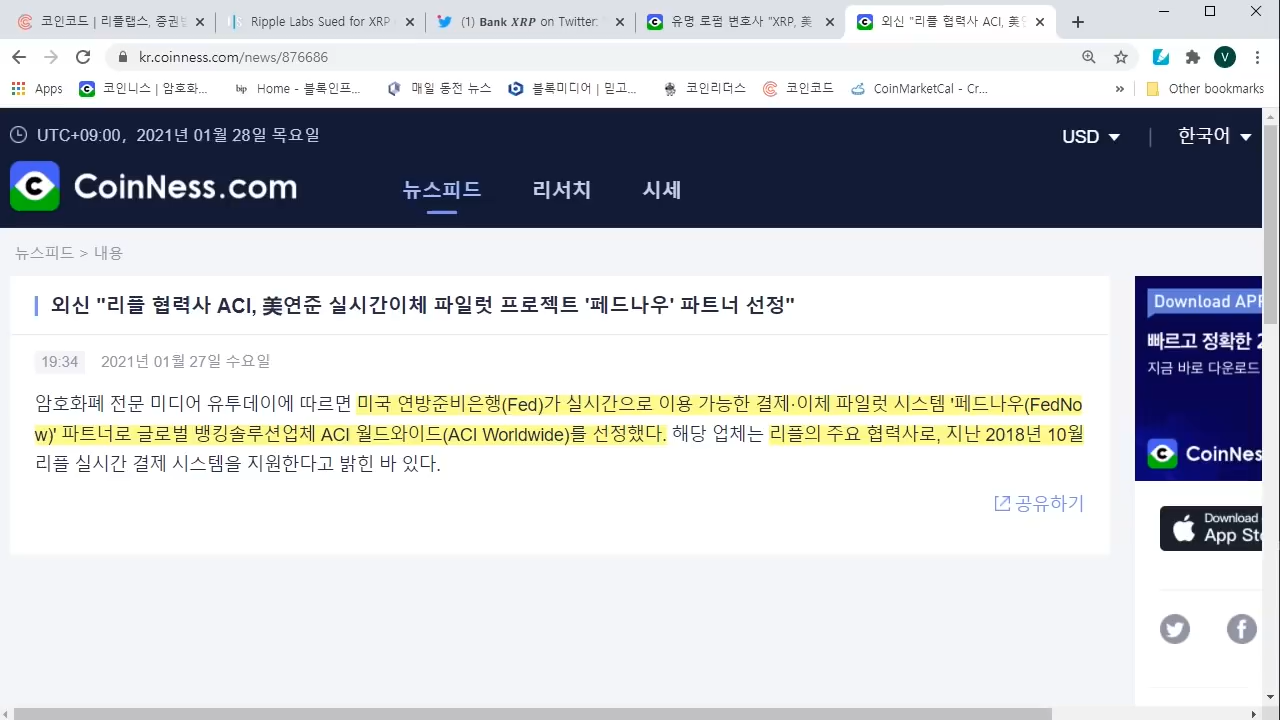 코인코드 | 리플랩스, 증권
Ripple Labs Sued for XRP
(1) Bank XRP on Twitter:
유명 로펌 변호사 "XRP, 美
외신 "리플 협력사 ACI, 美연
kr.coinness.com/news/876686
V
Apps
코인니스 | 암호화...
bip Home - 블록인프...
매일 동전 뉴스
블록미디어 | 믿고...
코인리더스
코인코드
CoinMarketCal - Cr...
»
Other bookmarks
UTC+09:00, 2021년 01월 28일 목요일
USD
한국어
CoinNess.com
뉴스피드
리서치
시세
뉴스피드 > 내용
외신 "리플 협력사 ACI, 美연준 실시간이체 파일럿 프로젝트 '페드나우' 파트너 선정"
19:34 2021년 01월 27일 수요일
암호화폐 전문 미디어 유투데이에 따르면 미국 연방준비은행(Fed)가 실시간으로 이용 가능한 결제·이체 파일럿 시스템 '페드나우(FedNo
w)' 파트너로 글로벌 뱅킹솔루션업체 ACI 월드와이드(ACI Worldwide)를 선정했다. 해당 업체는 리플의 주요 협력사로, 지난 2018년 10월
리플 실시간 결제 시스템을 지원한다고 밝힌 바 있다.
공유하기
Download APP
빠르고 정확한 2
지금 바로 다운로드
CoinNess
Download
App Sto